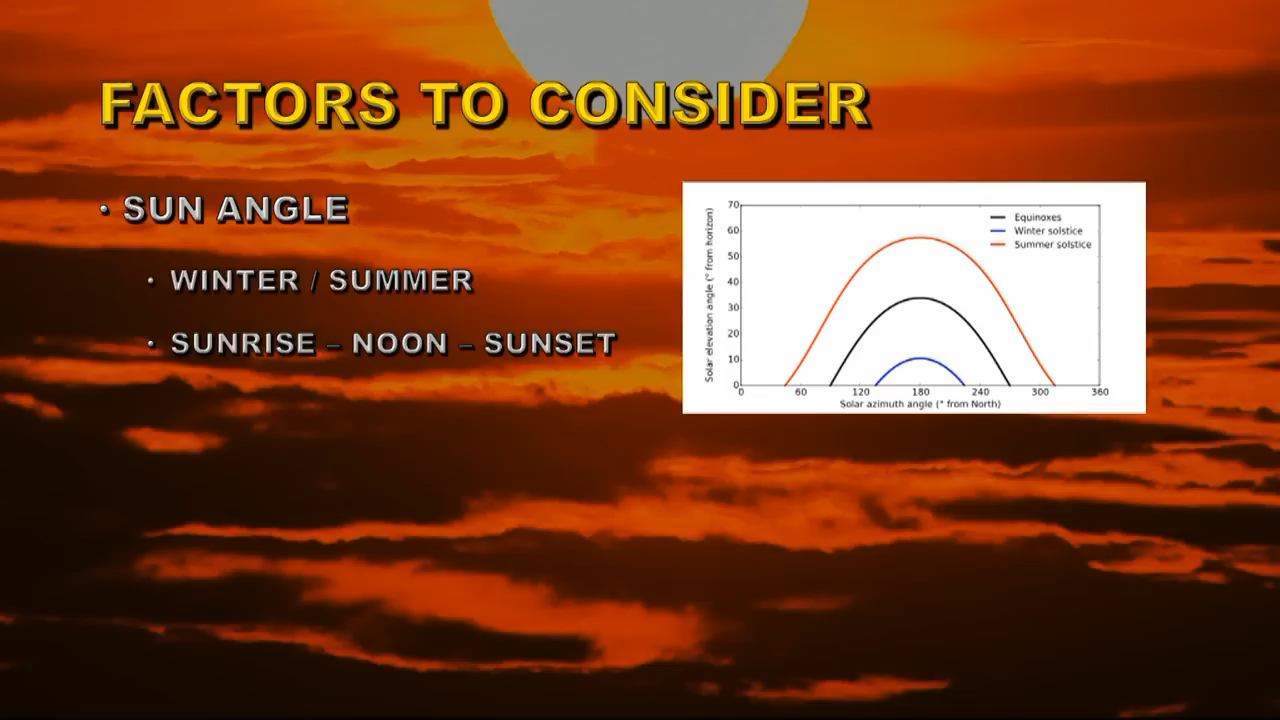 FACTORS TO CONSIDER
• SUN ANGLE
• WINTER / SUMMER
• SUNRISE – NOON – SUNSET
Solar elevation angle (° from horizon)
70
60
50
40
30
20
10
0
Equinoxes
Winter solstice
Summer solstice
0 60 120 180 240 300 360
Solar azimuth angle (° from North)